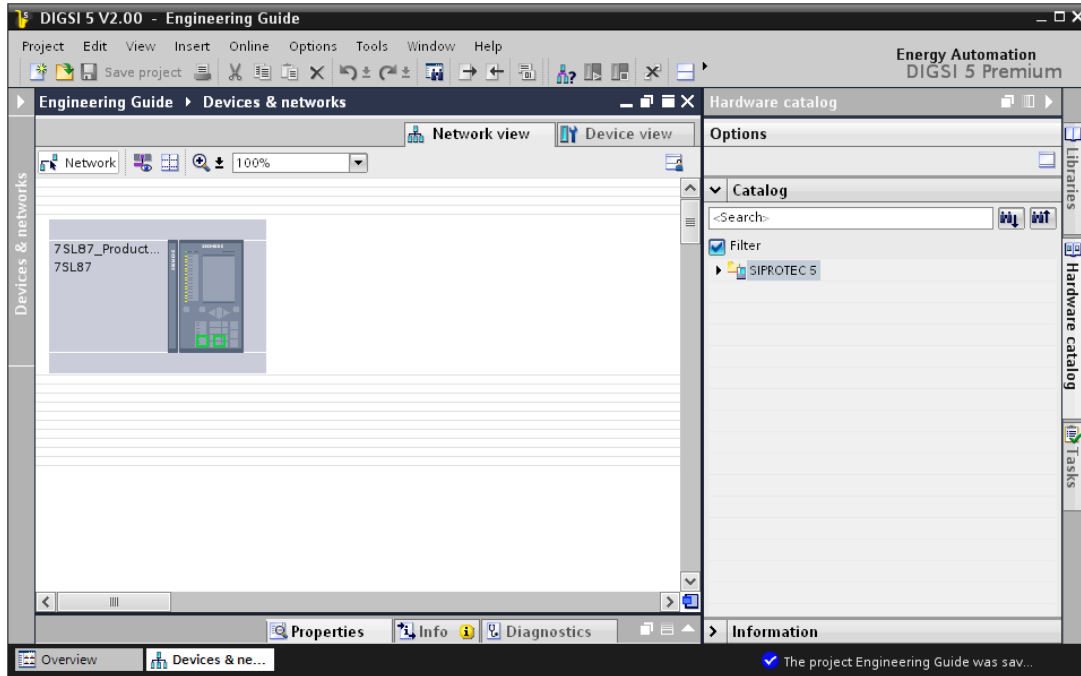 DIGSI 5 V2.00 - Engineering Guide
Project Edit View Insert Online Options Tools Window Help
Save project
Energy Automation
DIGSI 5 Premium
Engineering Guide Devices & networks
Hardware catalog
Network view Device view
Options
Network 100%
Catalog
<Search>
Filter
SIPROTEC 5
7SL87_Product...
7SL87
SIEMENS
Devices & networks
Libraries
Hardware catalog
Tasks
Properties Info Diagnostics
Information
Overview Devices & ne...
The project Engineering Guide was sav...